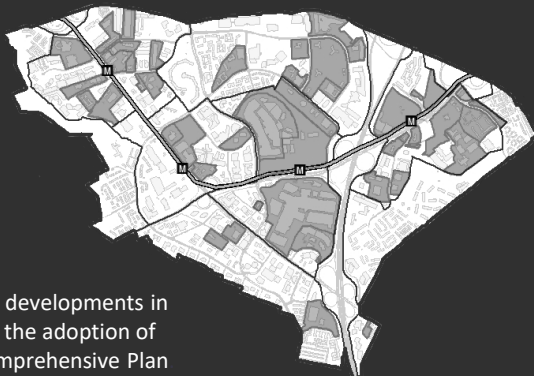 M
M
M
M
developments in
the adoption of
mprehensive Plan